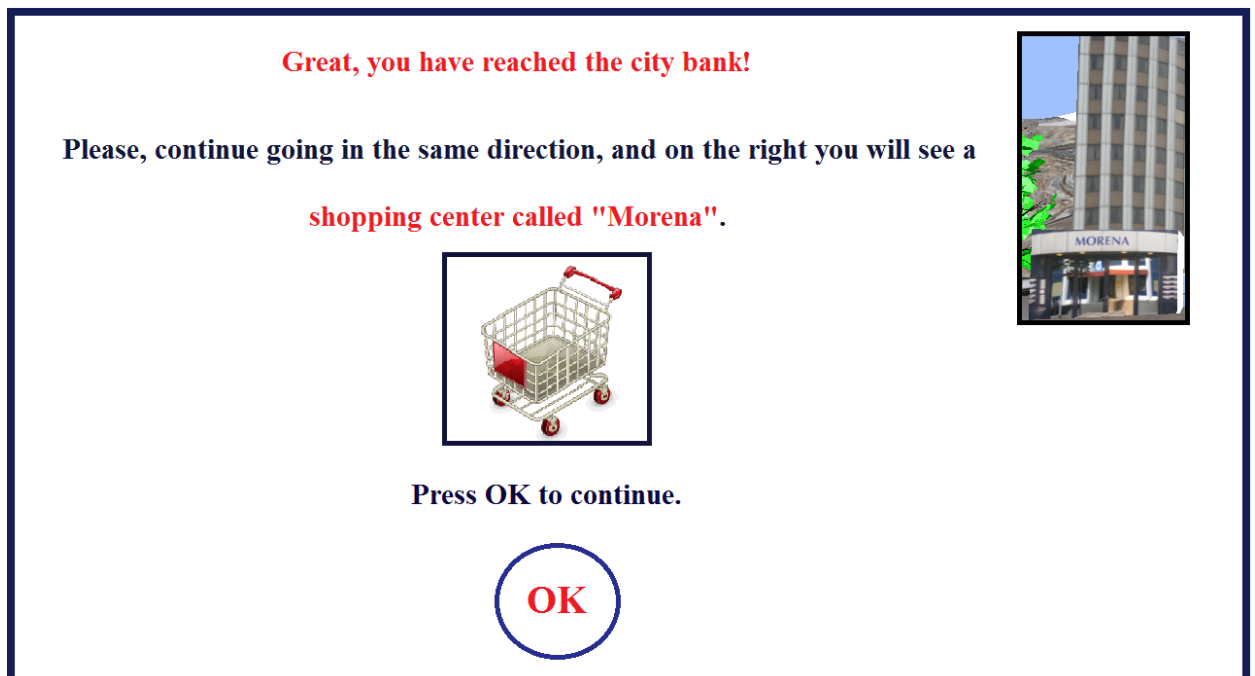 Great, you have reached the city bank!
Please, continue going in the same direction, and on the right you will see a
shopping center called "Morena".
MORENA
Press OK to continue.
OK